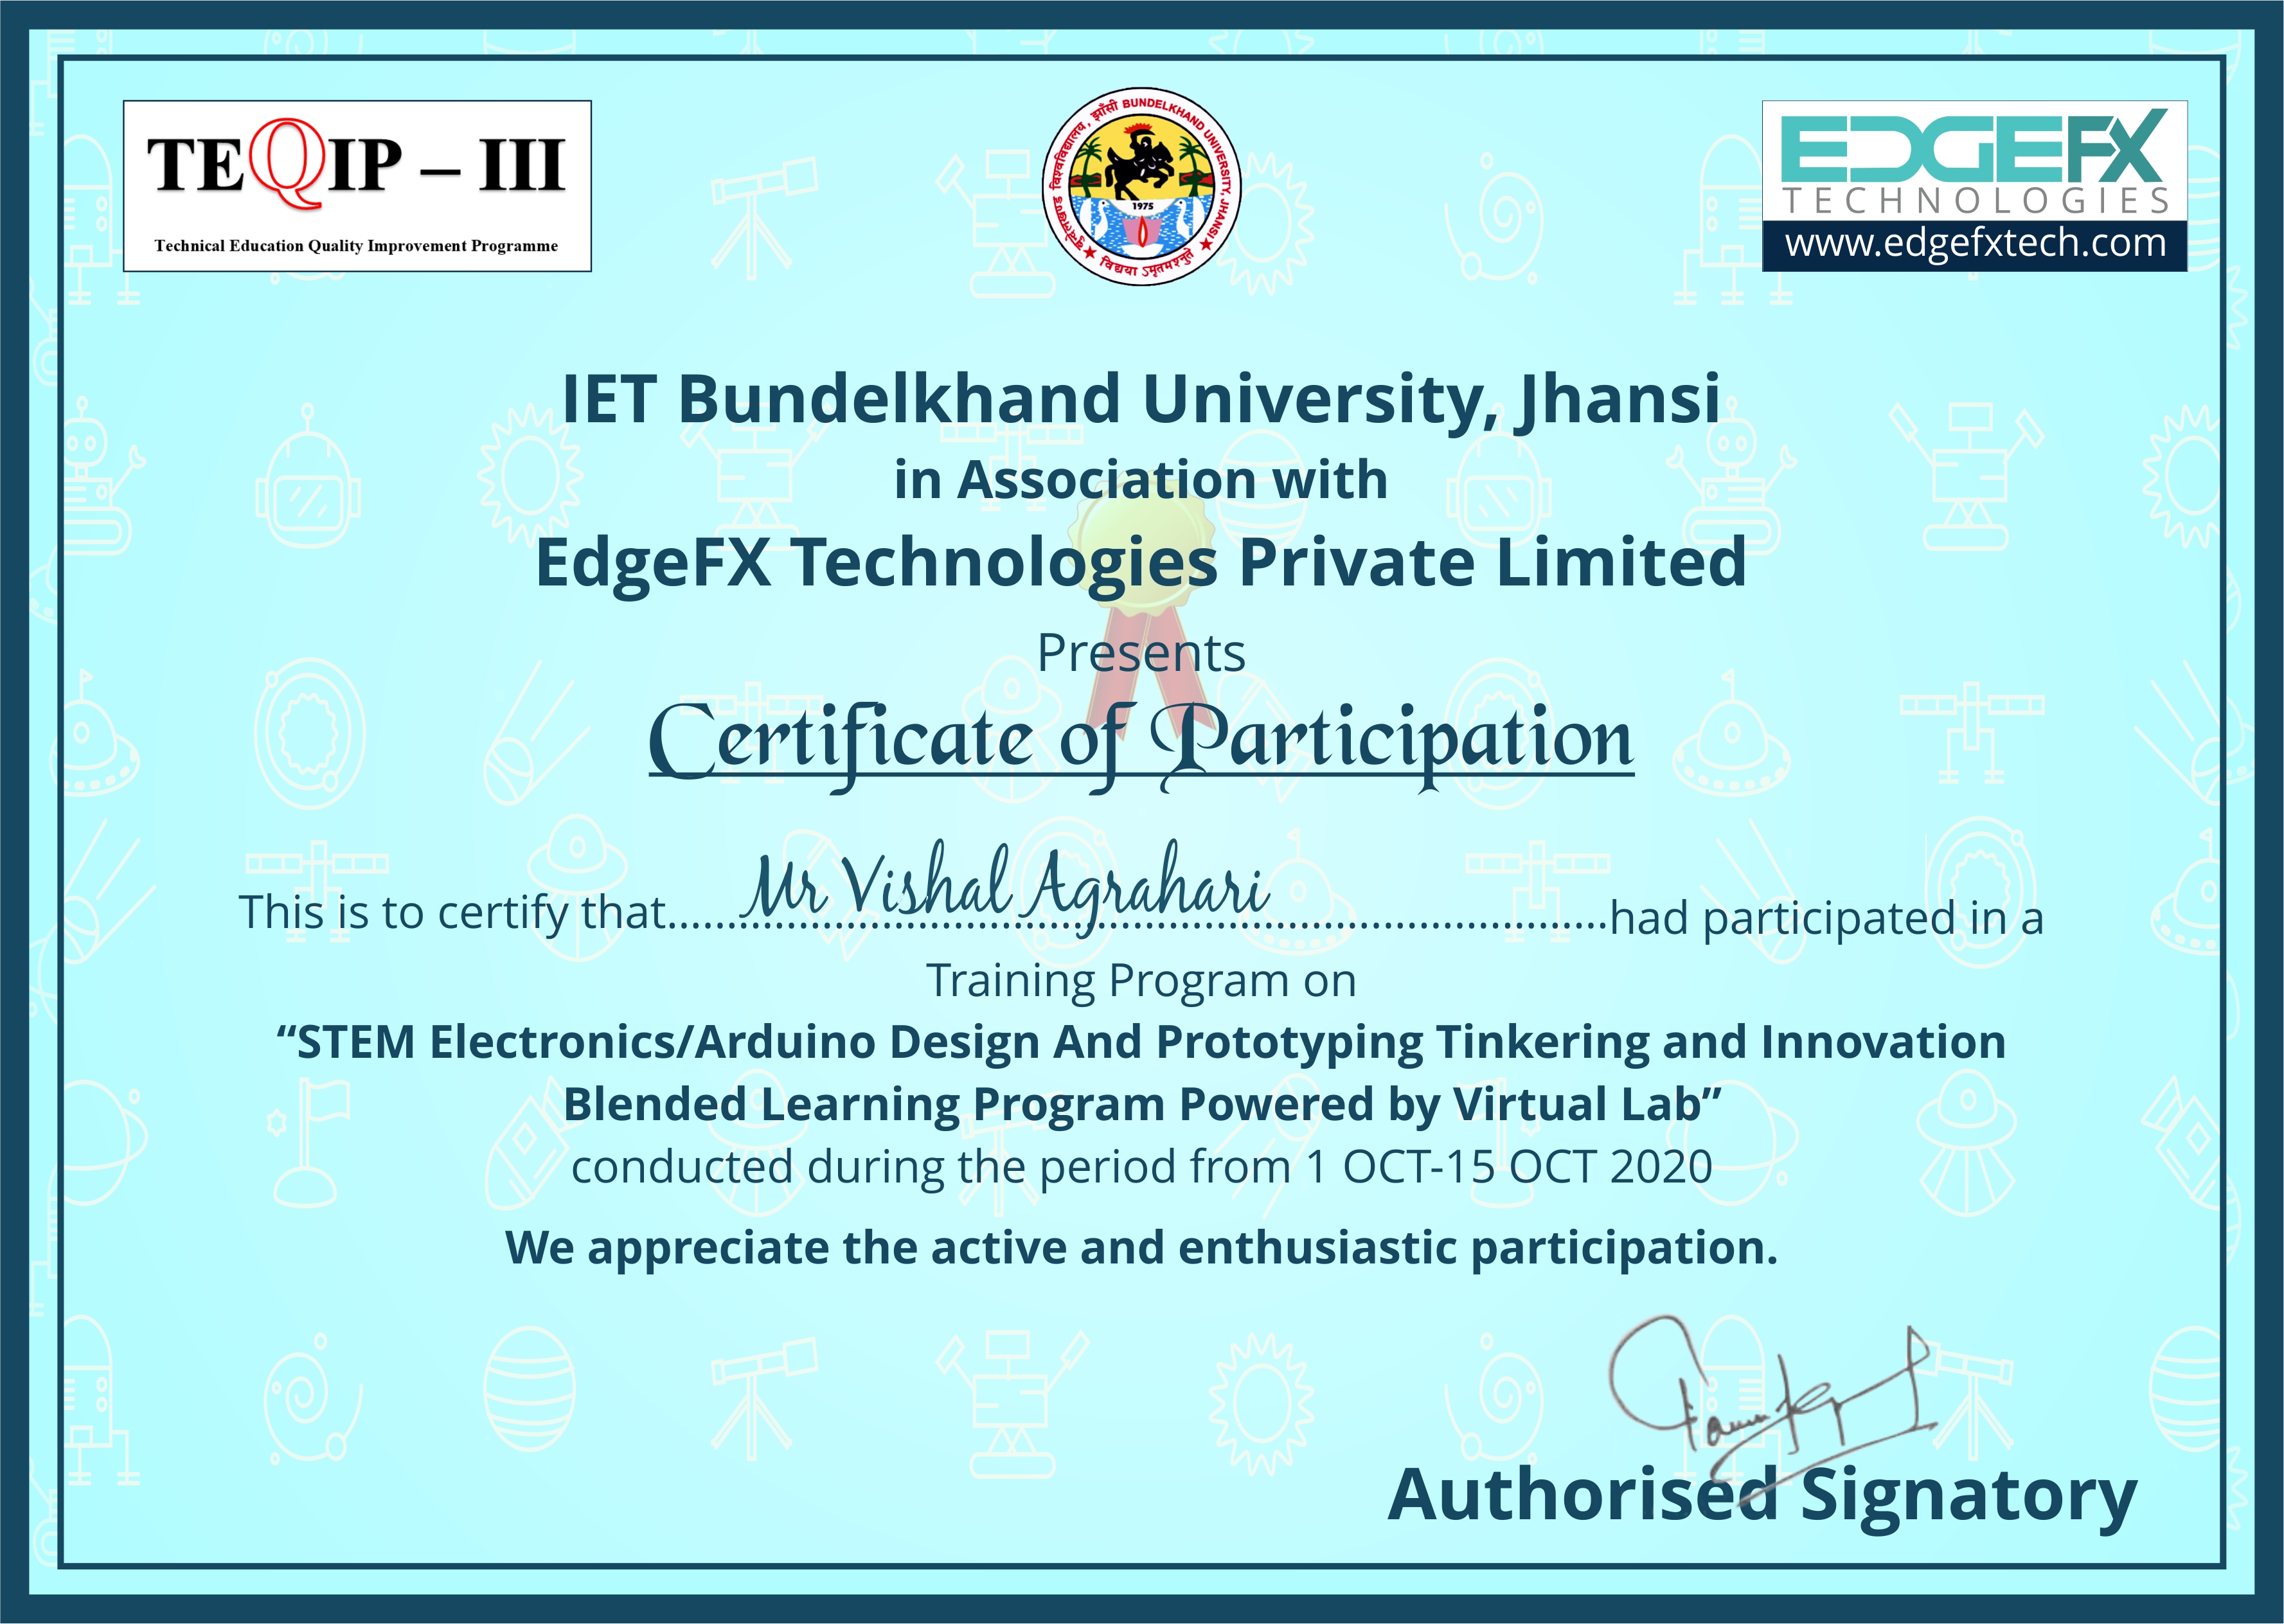 TEQIP – III
Technical Education Quality Improvement Programme
बुन्देलखण्ड विश्वविद्यालय, झाँसी BUNDELKHAND UNIVERSITY, JHANSI
1975
विद्यया ऽमृतमश्नुते
EDGEFX
TECHNOLOGIES
www.edgefxtech.com
IET Bundelkhand University, Jhansi
in Association with
EdgeFX Technologies Private Limited
Presents
Certificate of Participation
This is to certify that Mr Vishal Agrahari had participated in a
Training Program on
“STEM Electronics/Arduino Design And Prototyping Tinkering and Innovation
Blended Learning Program Powered by Virtual Lab”
conducted during the period from 1 OCT-15 OCT 2020
We appreciate the active and enthusiastic participation.
Authorised Signatory